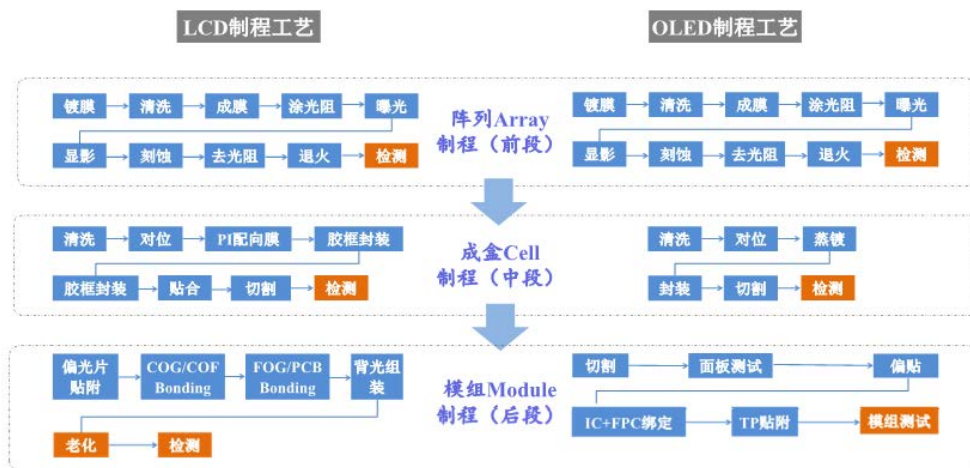 LCD制程工艺
OLED制程工艺
镀膜 清洗 成膜 涂光阻 曝光
显影 刻蚀 去光阻 退火 检测
阵列Array
制程（前段）
镀膜 清洗 成膜 涂光阻 曝光
显影 刻蚀 去光阻 退火 检测
清洗 对位 PI配向膜 胶框封装
胶框封装 贴合 切割 检测
成盒Cell
制程（中段）
清洗 对位 蒸镀
封装 切割 检测
偏光片
贴附
COG/COF
Bonding
FOG/PCB
Bonding
背光组
装
老化 检测
模组Module
制程（后段）
切割 面板测试 偏贴
IC+FPC绑定 TP贴附 模组测试